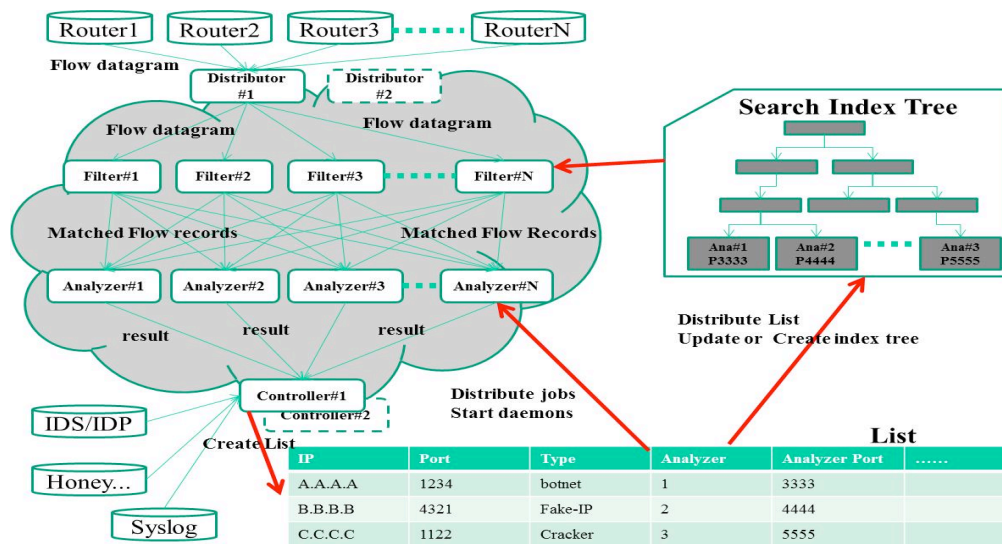 Router1
Router2
Router3
RouterN
Flow datagram
Distributor
#1
Distributor
#2
Flow datagram
Flow datagram
Search Index Tree
Filter#1
Filter#2
Filter#3
Filter#N
Matched Flow records
Matched Flow Records
Ana#1
P3333
Ana#2
P4444
Ana#3
P5555
Analyzer#1
Analyzer#2
Analyzer#3
Analyzer#N
result
result
result
Distribute List
Update or Create index tree
Distribute jobs
Start daemons
Controller#1
Controller#2
IDS/IDP
Create List
List
Honey...
Syslog
IP Port Type Analyzer Analyzer Port ......
A.A.A.A 1234 botnet 1 3333
B.B.B.B 4321 Fake-IP 2 4444
C.C.C.C 1122 Cracker 3 5555